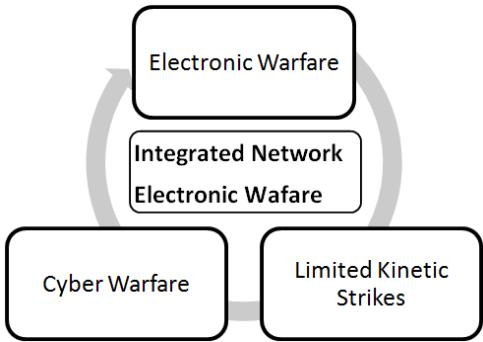 Electronic Warfare
Integrated Network
Electronic Wafare
Cyber Warfare
Limited Kinetic
Strikes